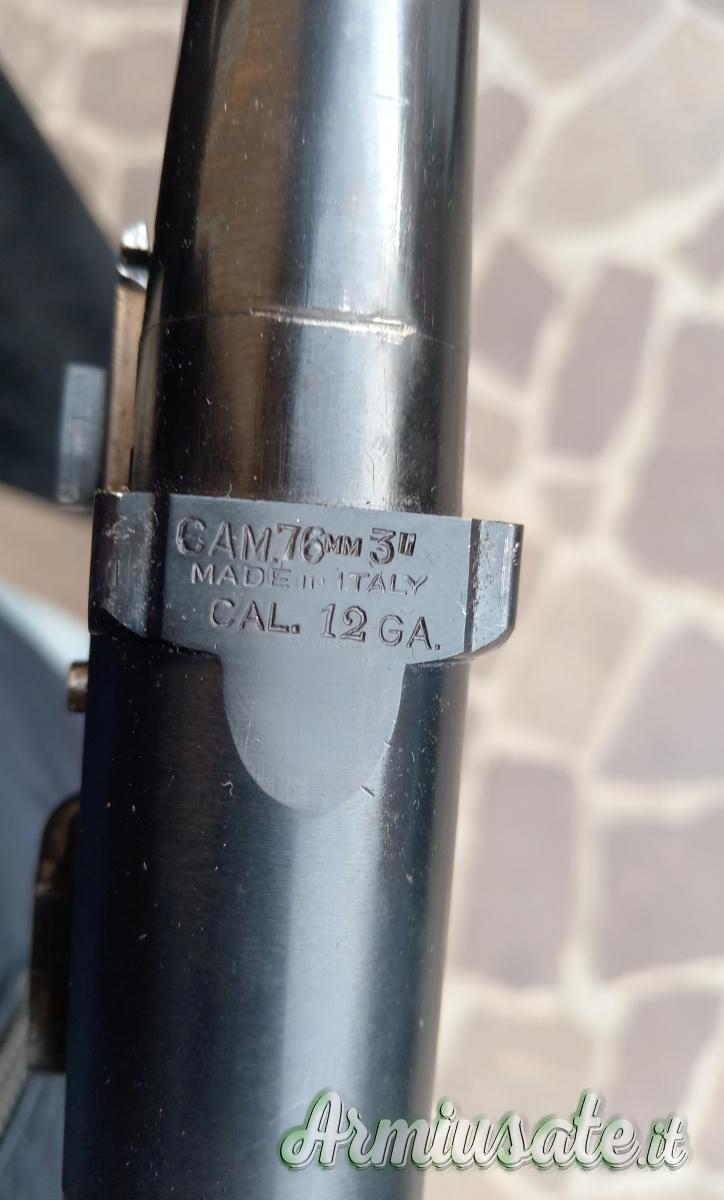 CAM.76MM 3"
MADE IN ITALY
CAL. 12 GA.
Armiusate.it